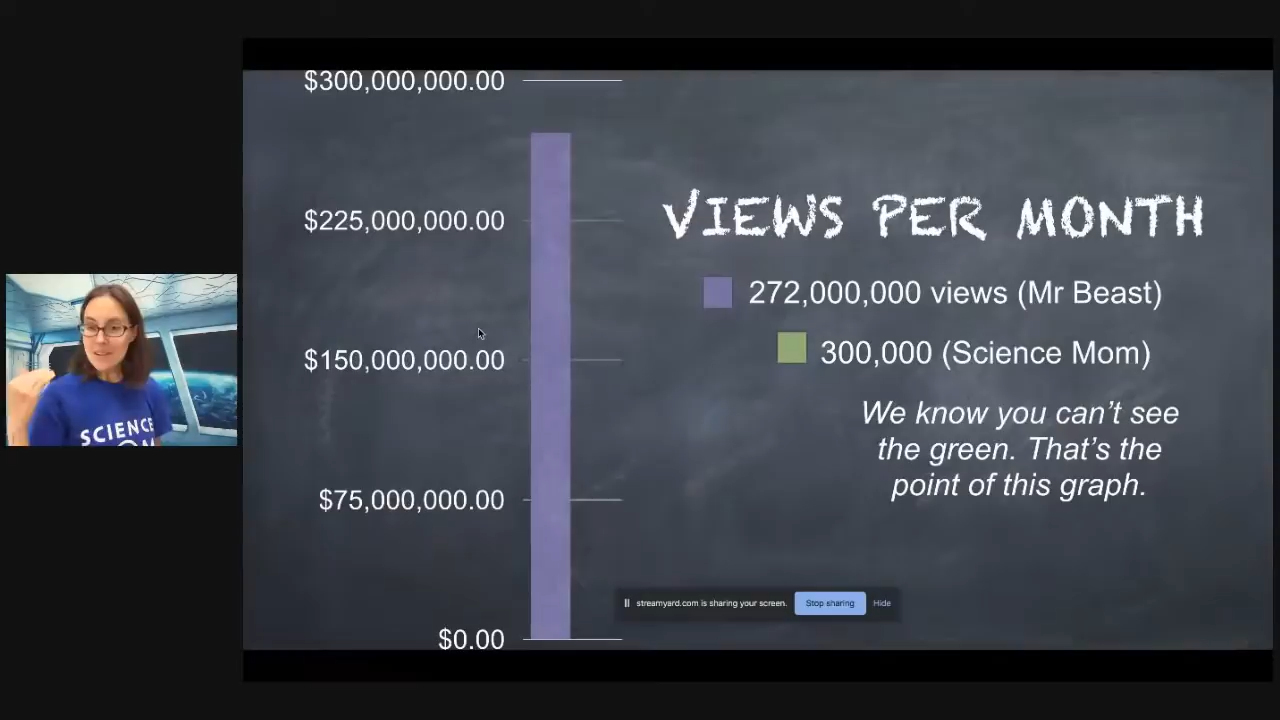 $300,000,000.00
$225,000,000.00
$150,000,000.00
$75,000,000.00
$0.00
VIEWS PER MONTH
272,000,000 views (Mr Beast)
300,000 (Science Mom)
We know you can't see
the green. That's the
point of this graph.
streamyard.com is sharing your screen. Stop sharing Hide
SCIENCE